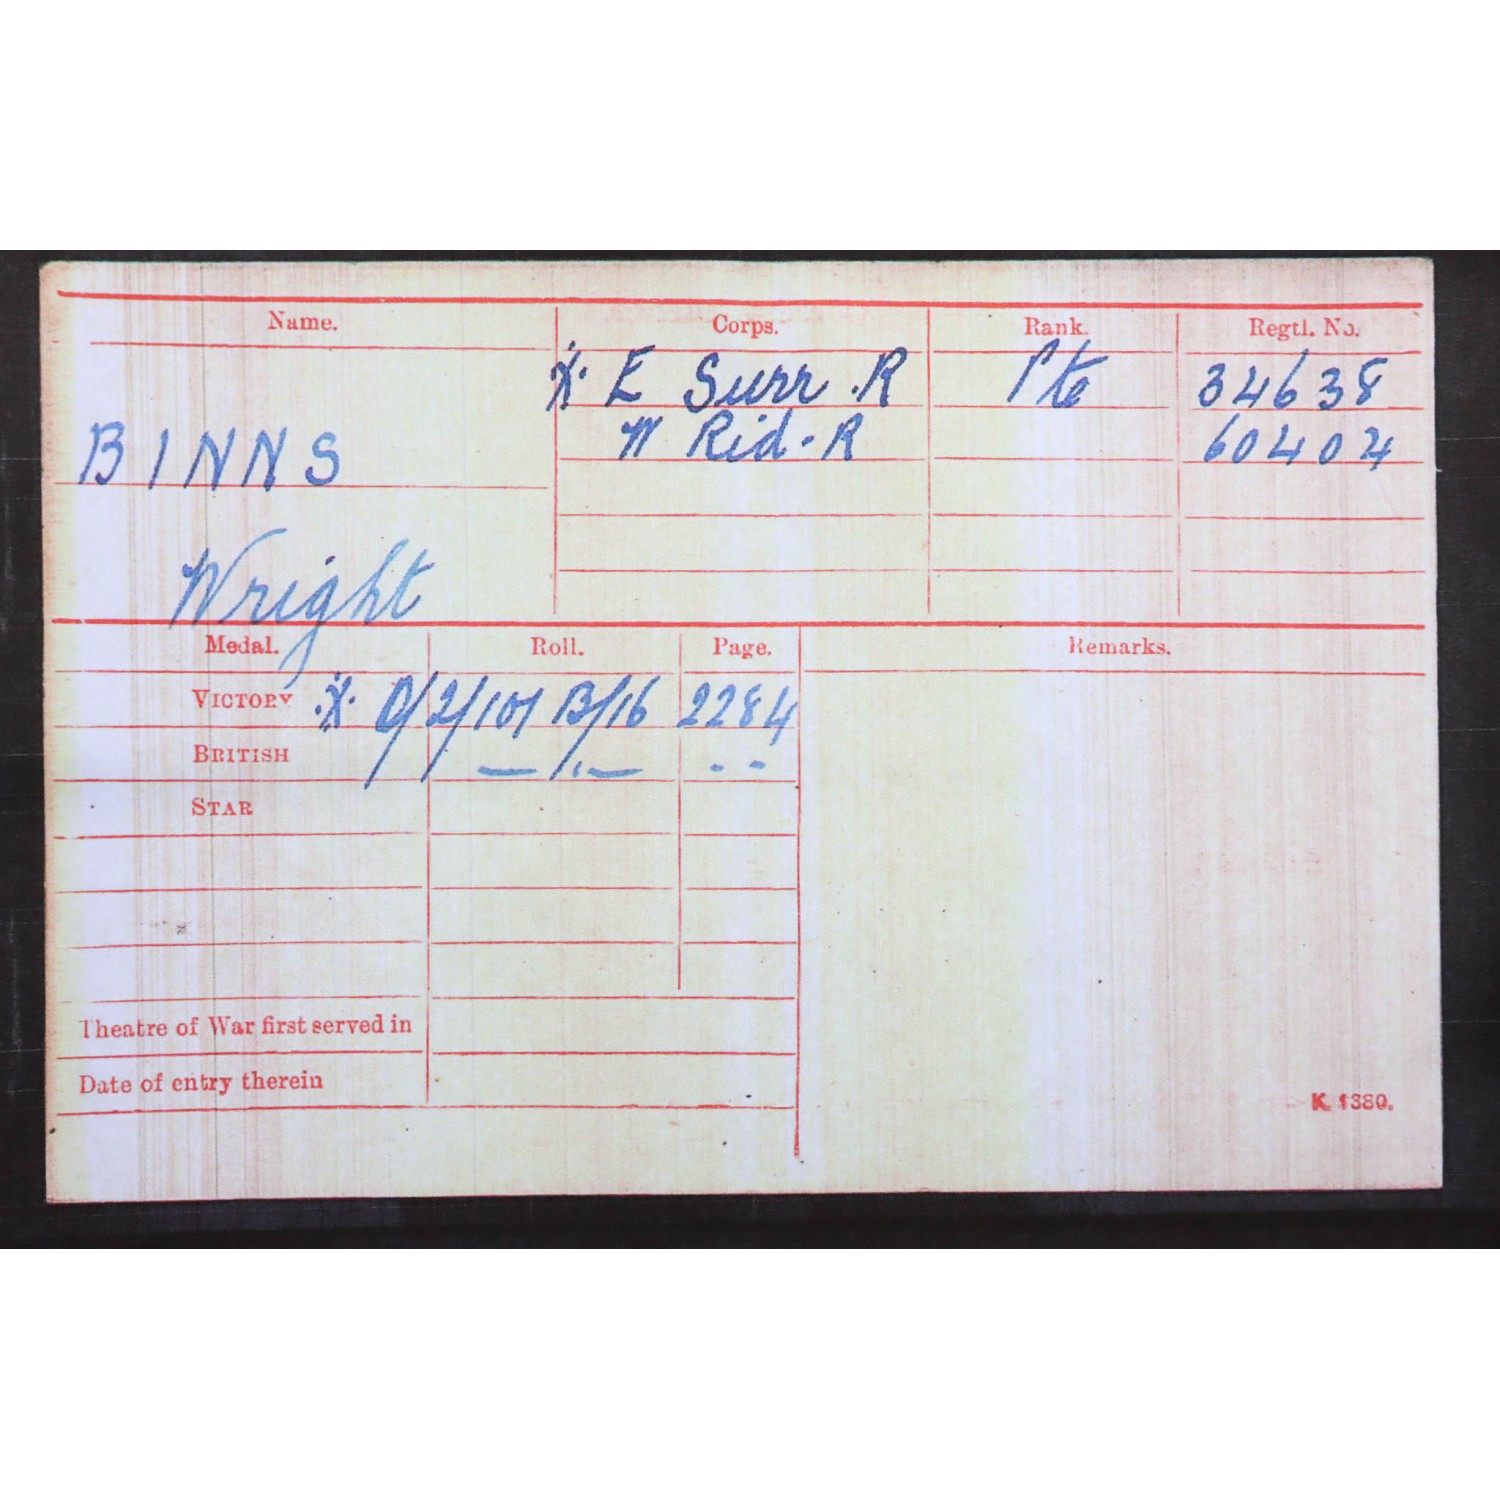 Name. Corps. Rank. Regtl. No.
X. E Surr . R Pte 34638
W Rid . R 60404
BINNS
Wright
Medal. Roll. Page. Remarks.
VICTORY .X. O/2/101 B/16 2284
BRITISH — " — - -
STAR
Theatre of War first served in
Date of entry therein
K. 1380.